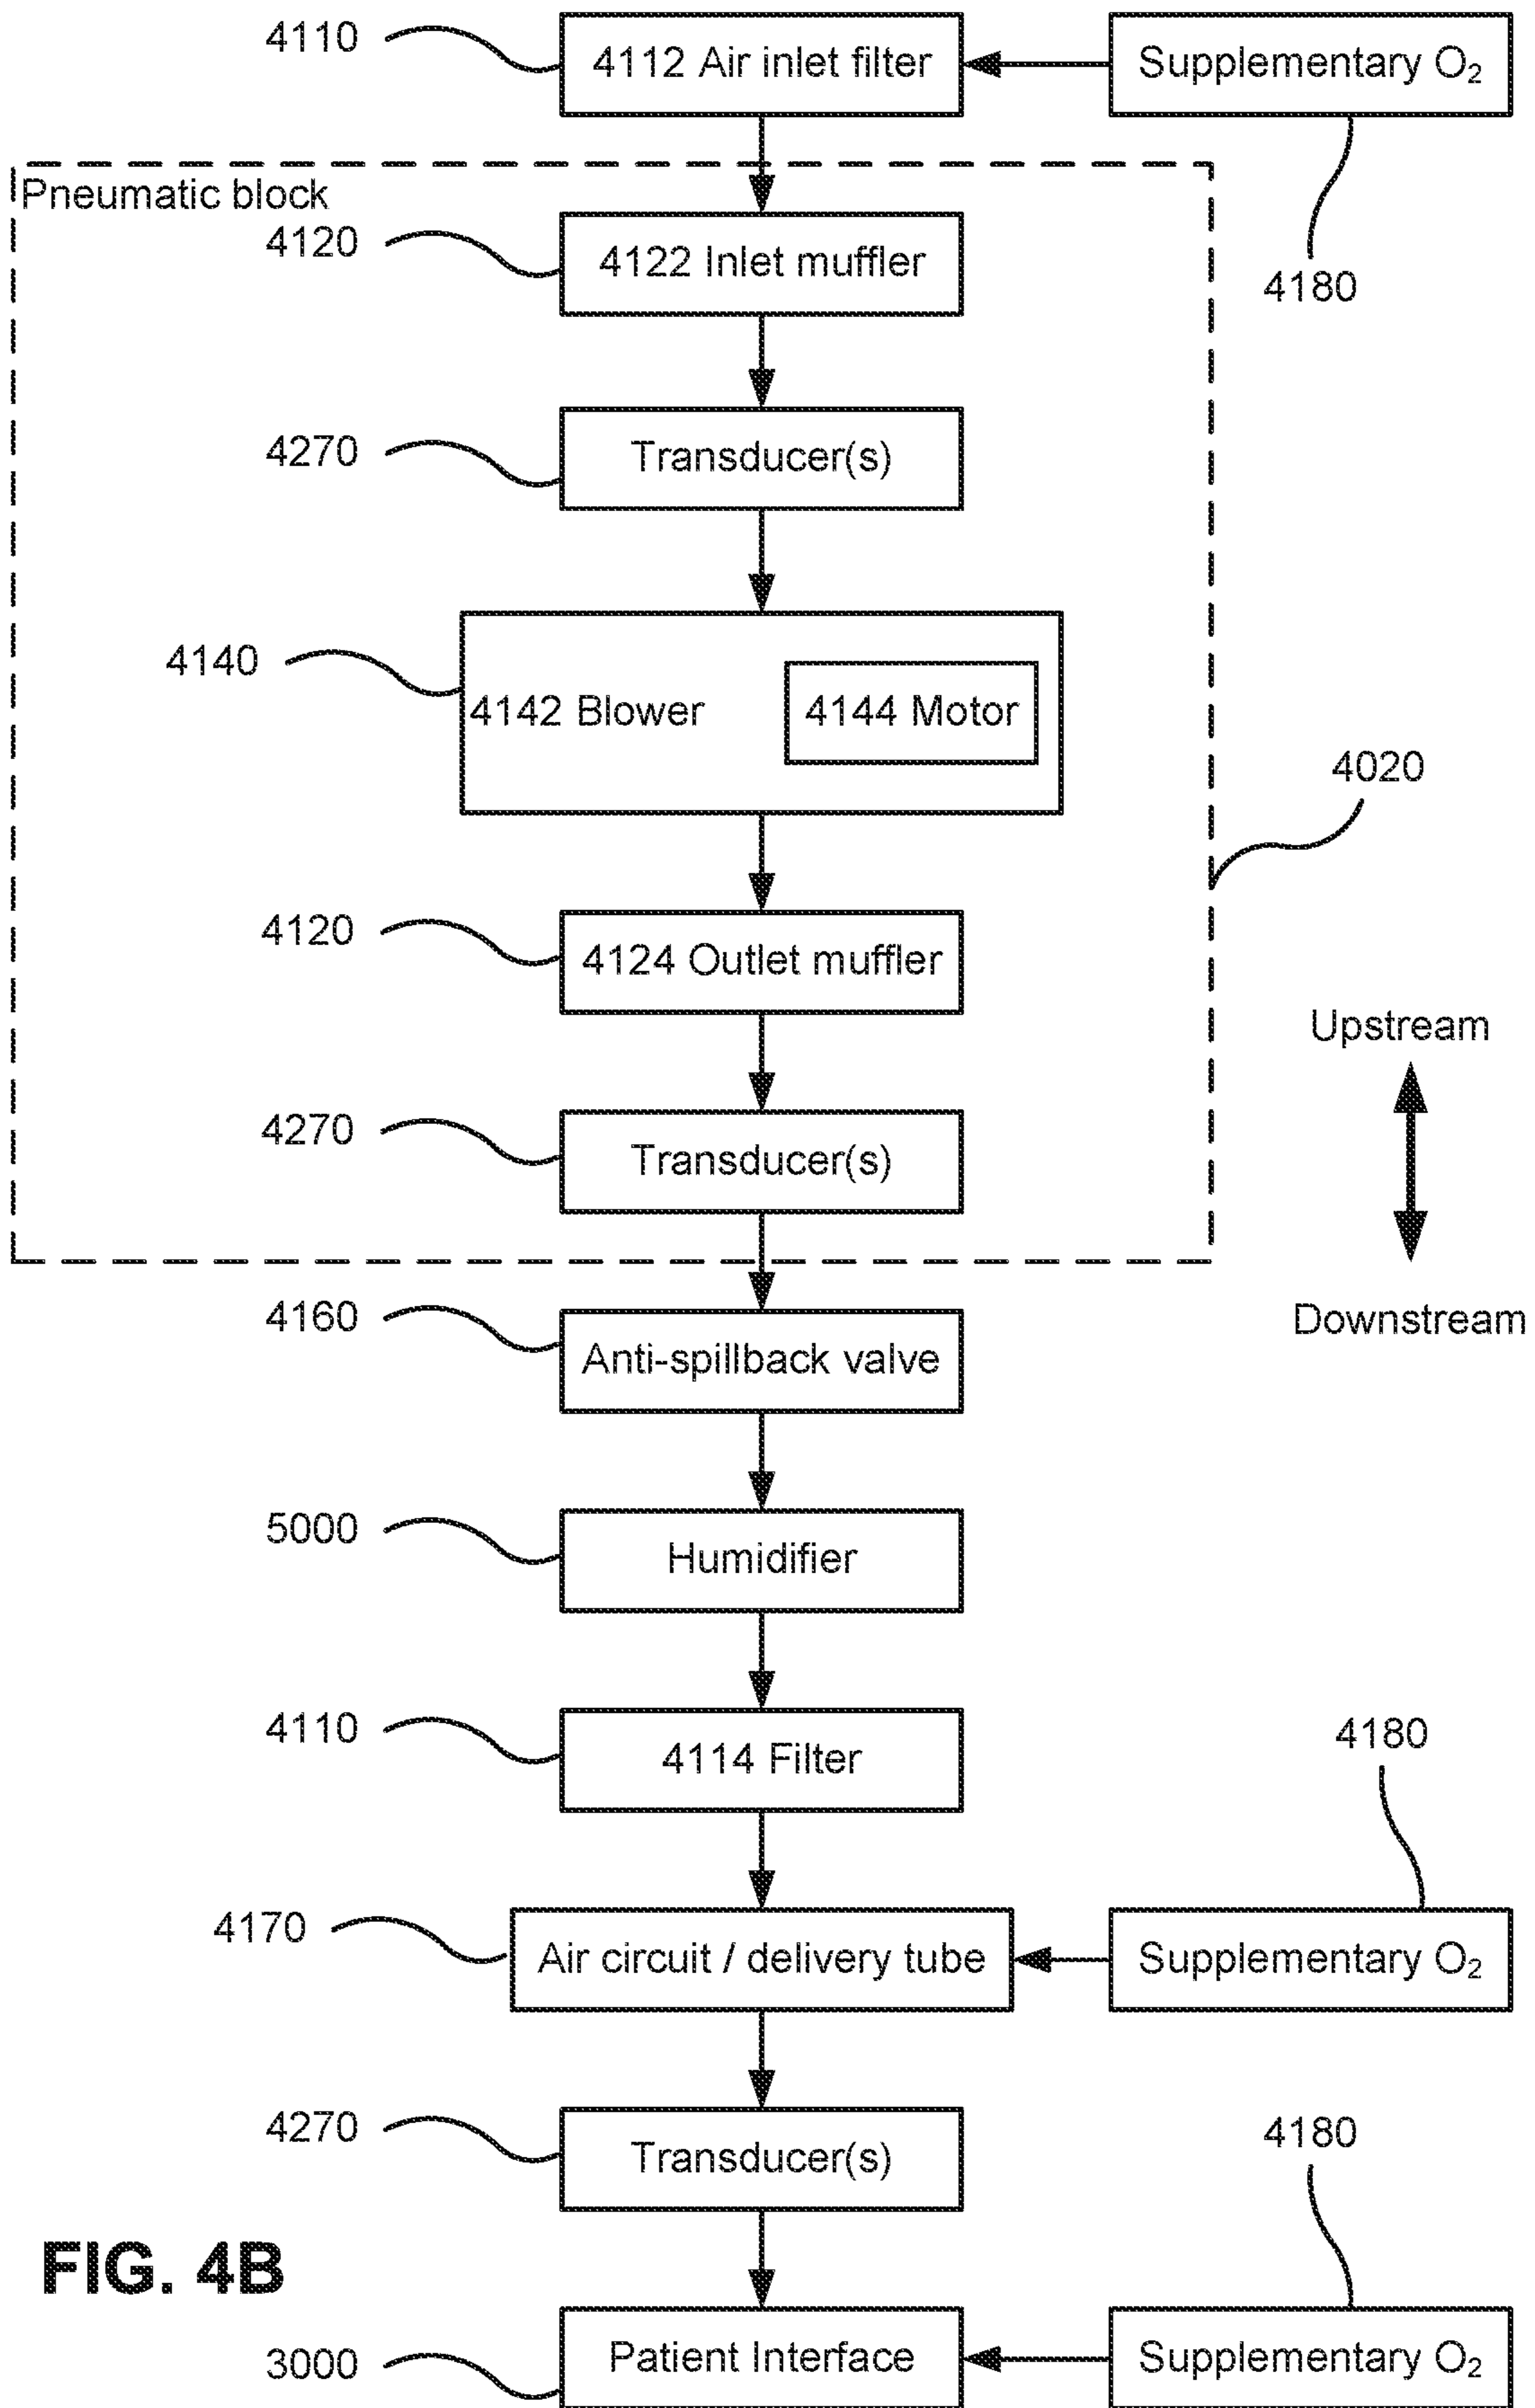 4110
4112 Air inlet filter
Supplementary O₂
Pneumatic block
4120
4122 Inlet muffler
4180
4270
Transducer(s)
4140
4142 Blower
4144 Motor
4020
4120
4124 Outlet muffler
Upstream
4270
Transducer(s)
4160
Anti-spillback valve
Downstream
5000
Humidifier
4110
4114 Filter
4180
4170
Air circuit / delivery tube
Supplementary O₂
4270
Transducer(s)
4180
FIG. 4B
3000
Patient Interface
Supplementary O₂